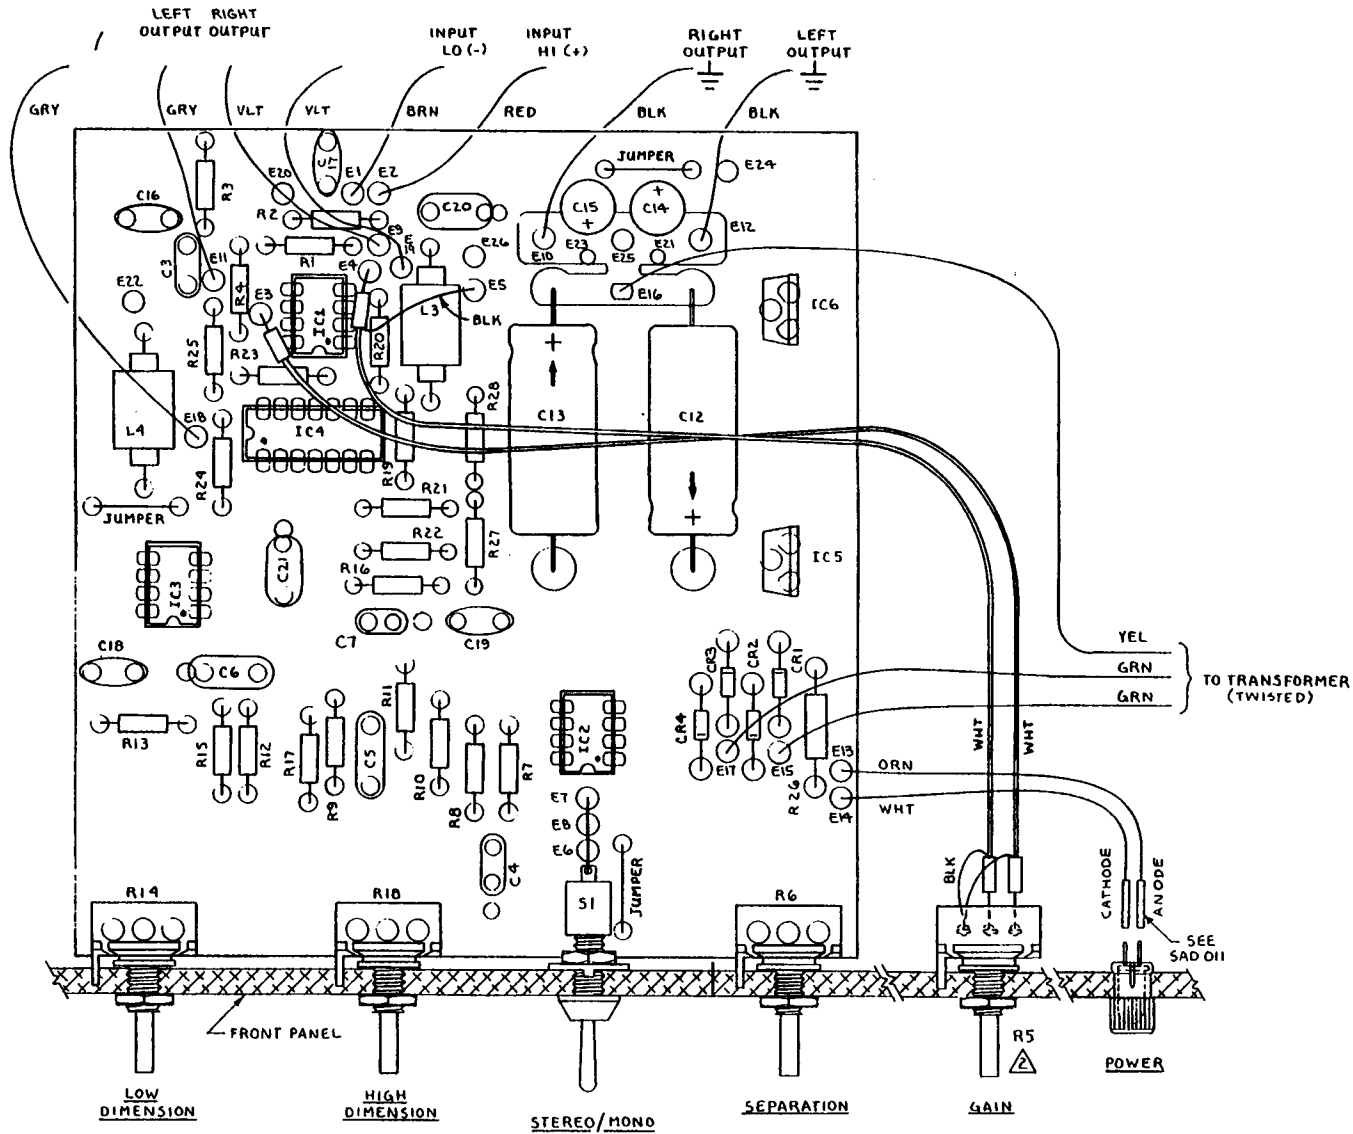 LEFT OUTPUT
RIGHT OUTPUT
INPUT LO (-)
INPUT HI (+)
RIGHT OUTPUT
LEFT OUTPUT
GRY
GRY
VLT
VLT
BRN
RED
BLK
BLK
C17
JUMPER
E24
R3
E20
E1
E2
C16
C20
C15
+
C14
+
R2
E9
E19
E12
E11
C3
R1
E26
E10
E23
E25
E21
E22
R4
E4
E3
E5
E16
IC6
IC1
L3
BLK
R20
R25
R23
+
R28
C13
C12
L4
E18
IC4
R24
R19
R21
+
JUMPER
R22
R27
IC3
C21
R16
IC5
C7
C19
C18
C6
YEL
CR3
CR2
CR1
GRN
R11
TO TRANSFORMER
(TWISTED)
GRN
R13
R15
R12
R17
R9
C5
R10
R8
R7
IC2
CR4
E17
E15
R26
E13
WHT
WHT
ORN
E14
WHT
E7
E8
E6
C4
JUMPER
S1
BLK
CATHODE
ANODE
R14
R18
R6
SEE
SAD 011
FRONT PANEL
R5
2
POWER
LOW
DIMENSION
HIGH
DIMENSION
STEREO/MONO
SEPARATION
GAIN